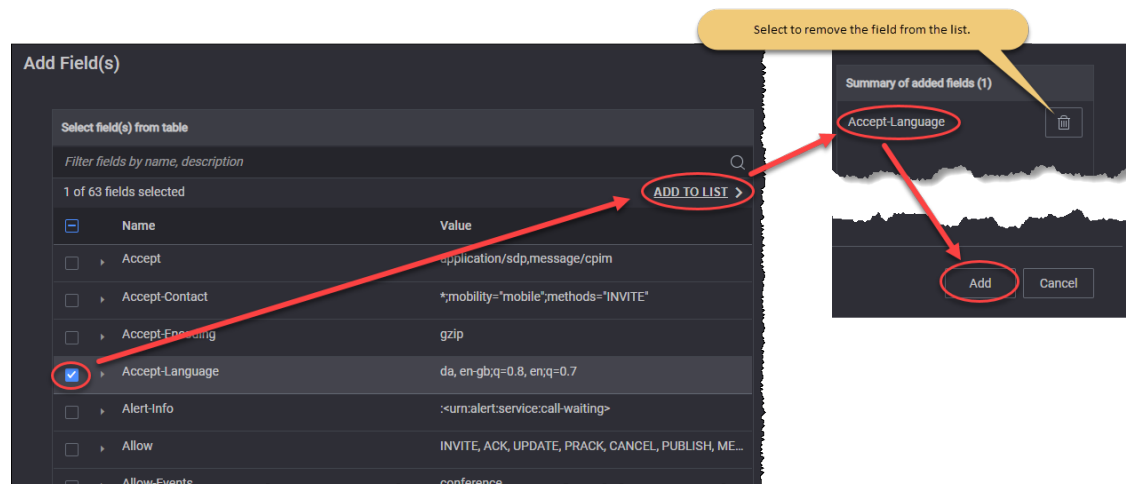 Select to remove the field from the list.
Add Field(s)
Select field(s) from table
Filter fields by name, description
1 of 63 fields selected
ADD TO LIST
Name Value
Accept application/sdp,message/cpim
Accept-Contact *;mobility="mobile";methods="INVITE"
Accept-Encoding gzip
Accept-Language da, en-gb;q=0.8, en;q=0.7
Alert-Info :<urn:alert:service:call-waiting>
Allow INVITE, ACK, UPDATE, PRACK, CANCEL, PUBLISH, ME...
Allow-Events conference
Summary of added fields (1)
Accept-Language
Add Cancel